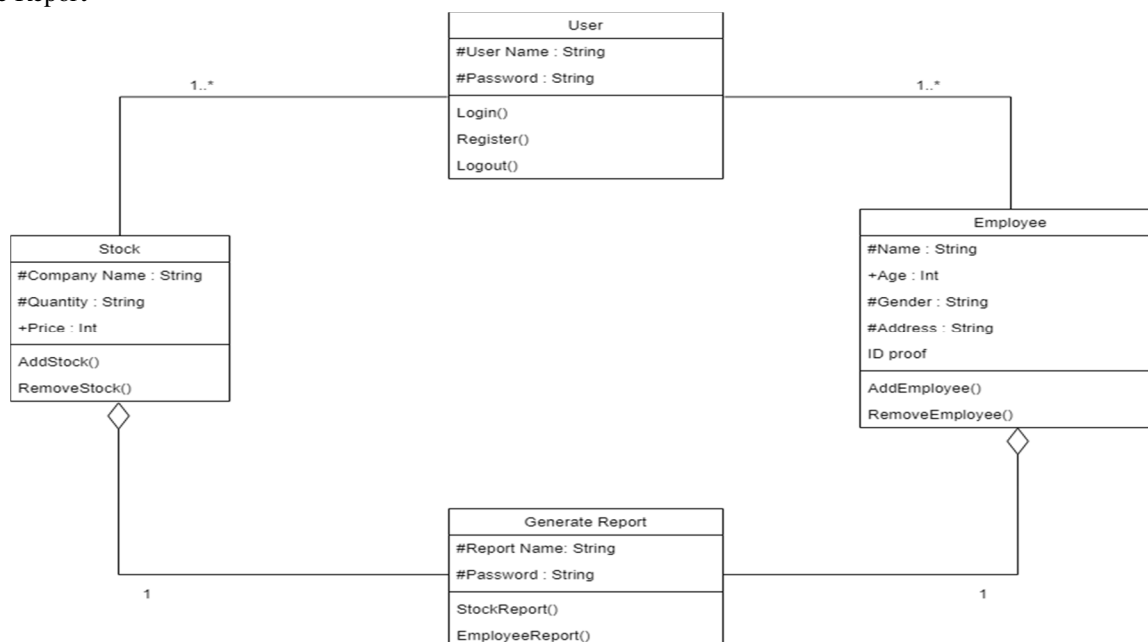 Report
User
#User Name : String
#Password : String
Login()
Register()
Logout()
1..*
1..*
Stock
#Company Name : String
#Quantity : String
+Price : Int
AddStock()
RemoveStock()
Employee
#Name : String
+Age : Int
#Gender : String
#Address : String
ID proof
AddEmployee()
RemoveEmployee()
Generate Report
#Report Name: String
#Password : String
StockReport()
EmployeeReport()
1
1